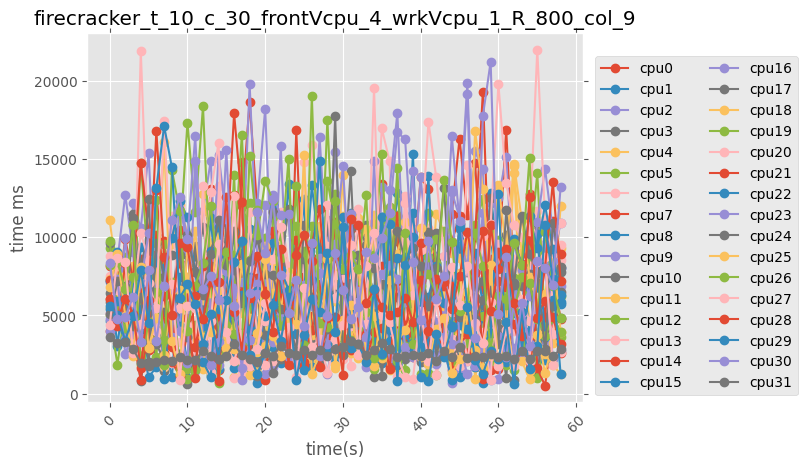 firecracker_t_10_c_30_frontVcpu_4_wrkVcpu_1_R_800_col_9
time ms
20000
15000
10000
5000
0
0
10
20
30
40
50
60
time(s)
cpu0
cpu1
cpu2
cpu3
cpu4
cpu5
cpu6
cpu7
cpu8
cpu9
cpu10
cpu11
cpu12
cpu13
cpu14
cpu15
cpu16
cpu17
cpu18
cpu19
cpu20
cpu21
cpu22
cpu23
cpu24
cpu25
cpu26
cpu27
cpu28
cpu29
cpu30
cpu31